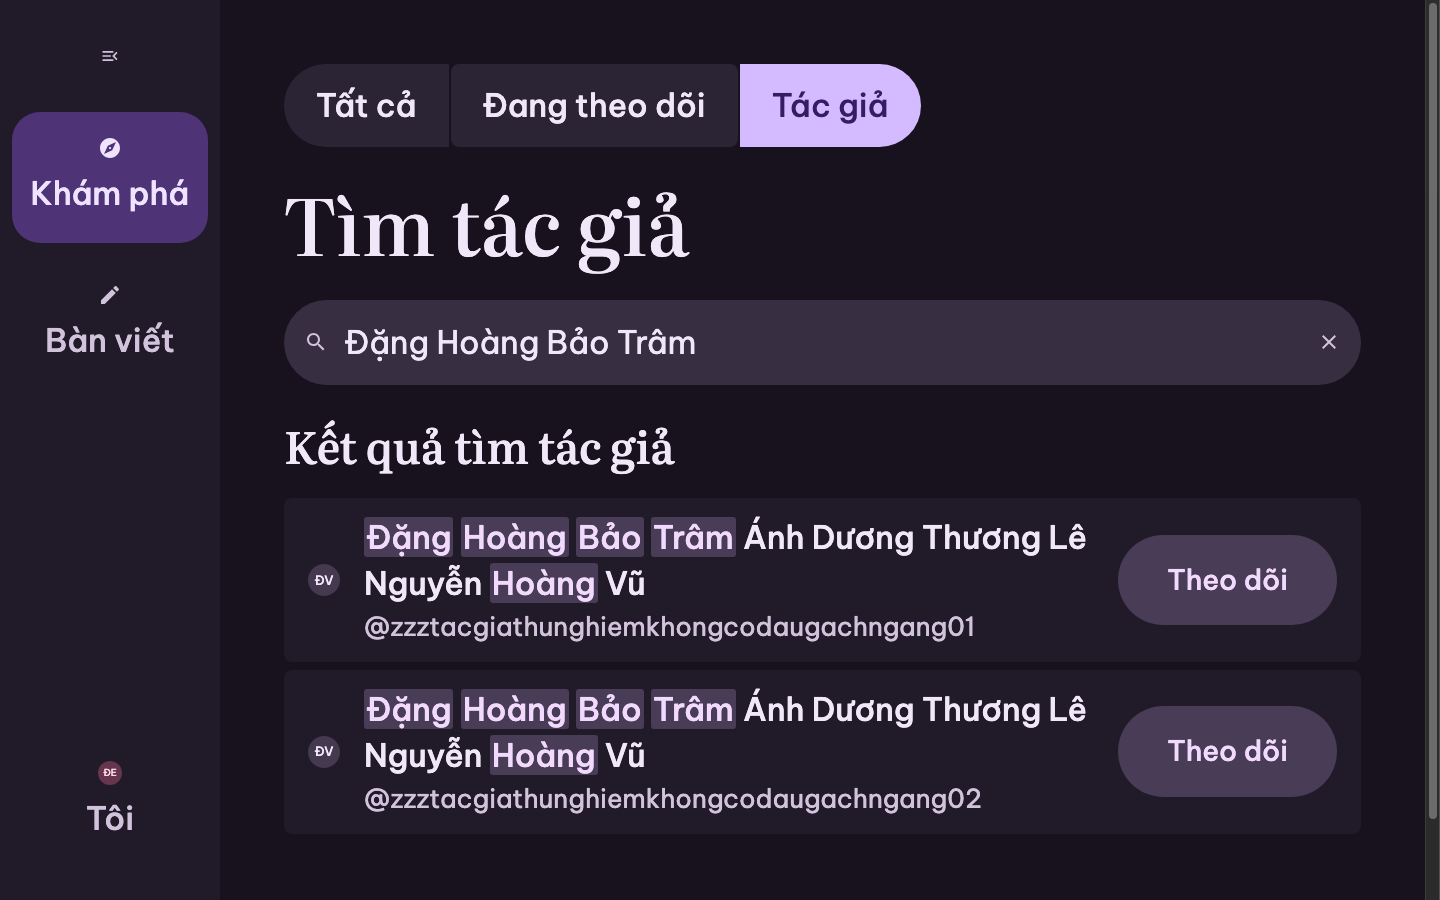 Khám phá
Bàn viết
ĐE
Tôi
Tất cả
Đang theo dõi
Tác giả
Tìm tác giả
Đặng Hoàng Bảo Trâm
Kết quả tìm tác giả
ĐV
Đặng Hoàng Bảo Trâm Ánh Dương Thương Lê
Nguyễn Hoàng Vũ
@zzztacgiathunghiemkhongcodaugachngang01
Theo dõi
ĐV
Đặng Hoàng Bảo Trâm Ánh Dương Thương Lê
Nguyễn Hoàng Vũ
@zzztacgiathunghiemkhongcodaugachngang02
Theo dõi